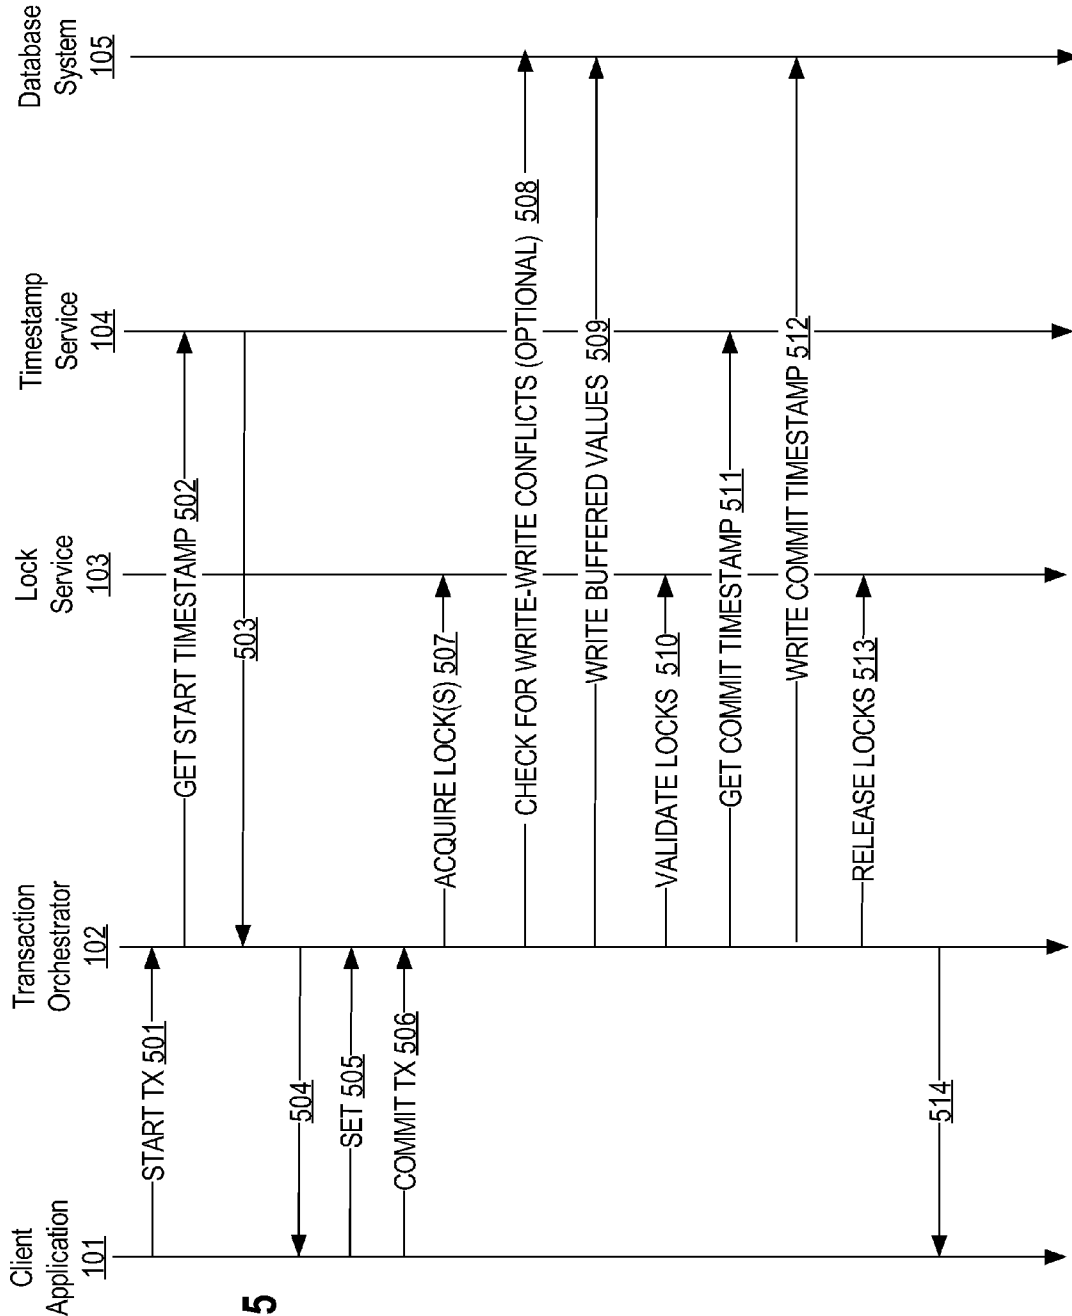 Client
Application
101
Transaction
Orchestrator
102
Lock
Service
103
Timestamp
Service
104
Database
System
105
START TX 501
GET START TIMESTAMP 502
503
504
SET 505
COMMIT TX 506
ACQUIRE LOCK(S) 507
CHECK FOR WRITE-WRITE CONFLICTS (OPTIONAL) 508
WRITE BUFFERED VALUES 509
VALIDATE LOCKS 510
GET COMMIT TIMESTAMP 511
WRITE COMMIT TIMESTAMP 512
RELEASE LOCKS 513
514
5